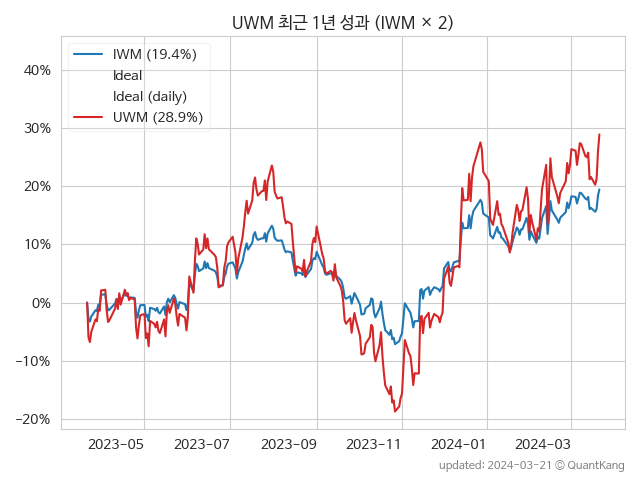 UWM 최근 1년 성과 (IWM × 2)
IWM (19.4%)
Ideal
Ideal (daily)
UWM (28.9%)
40%
30%
20%
10%
0%
−10%
−20%
2023−05
2023−07
2023−09
2023−11
2024−01
2024−03
updated: 2024−03−21 © QuantKang